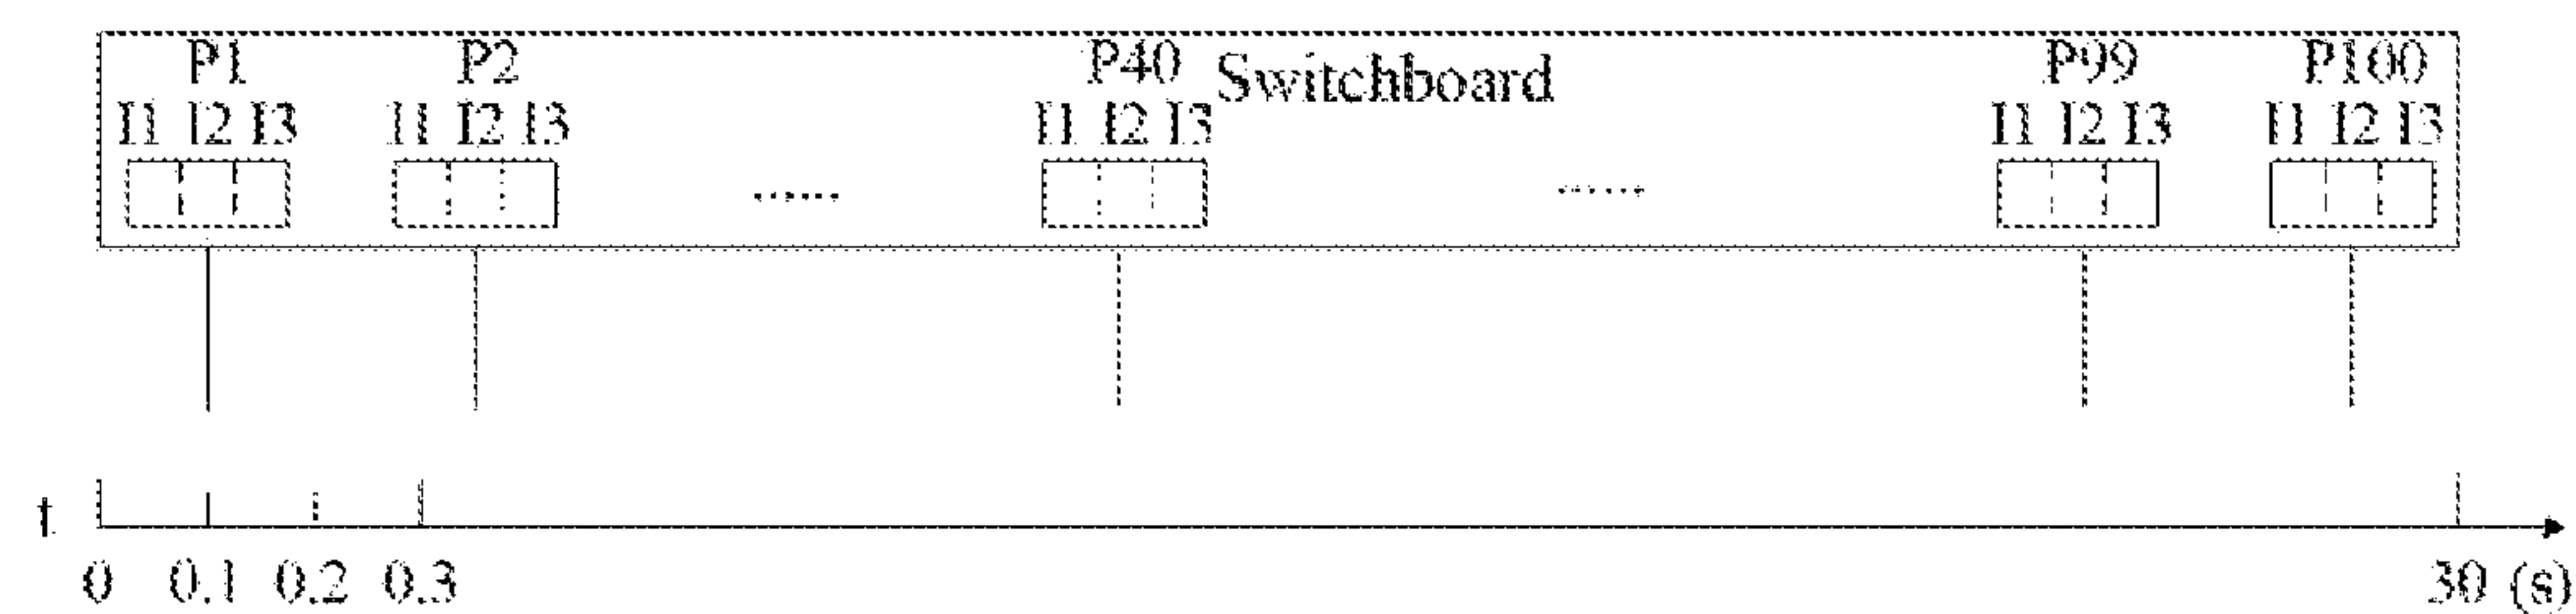 P1 P2 P40 Switchboard P99 P100
I1 I2 I3 I1 I2 I3 I1 I2 I3 I1 I2 I3 I1 I2 I3
...... ......
t
0 0.1 0.2 0.3 30 (s)